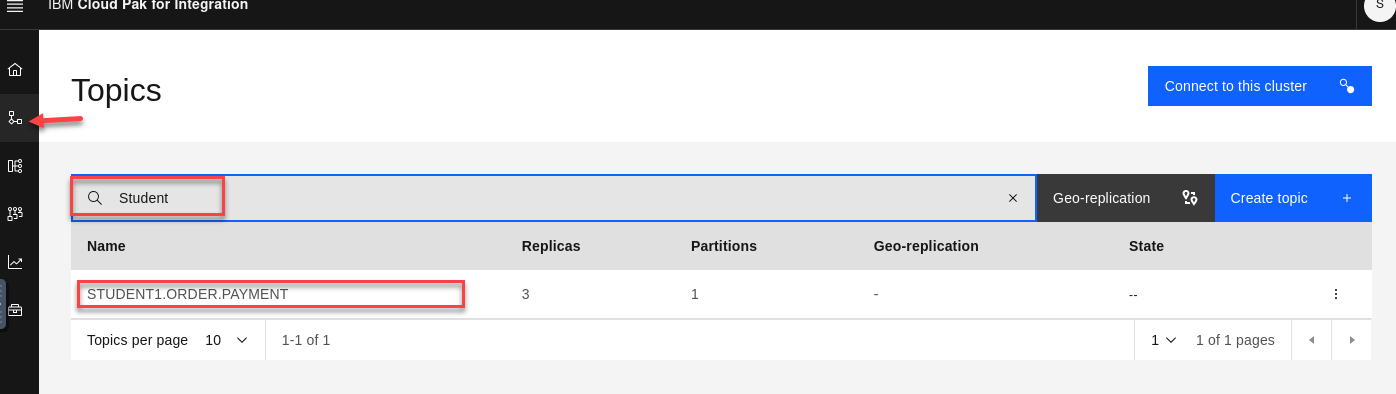 IBM Cloud Pak for Integration
S
Topics
Connect to this cluster
Student
Geo-replication
Create topic +
Name Replicas Partitions Geo-replication State
STUDENT1.ORDER.PAYMENT 3 1 - --
Topics per page 10 1-1 of 1 1 1 of 1 pages